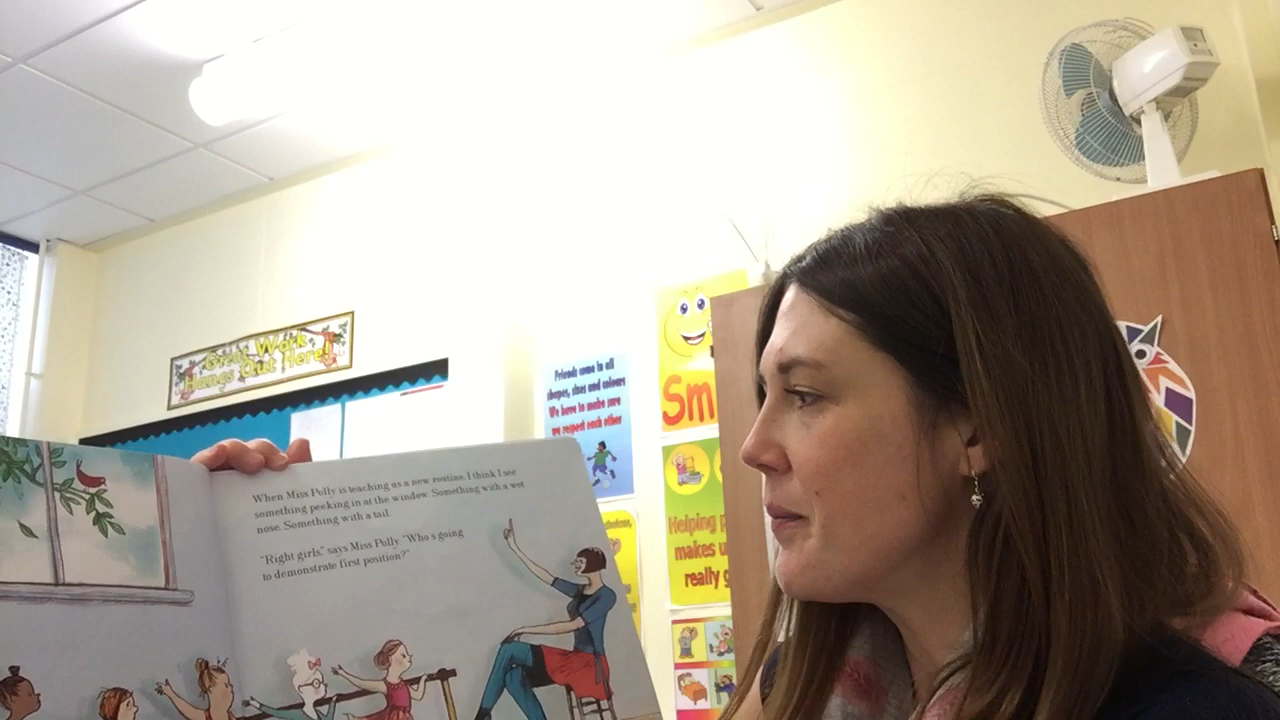 Great Work
Hangs Out Here!
Friends come in all
shapes, sizes and colours
We have to make sure
we respect each other
Sm
Helping
makes u
really g
When Miss Polly is teaching us a new routine, I think I see
something peeking in at the window. Something with a wet
nose. Something with a tail.
"Right girls," says Miss Polly. "Who's going
to demonstrate first position?"